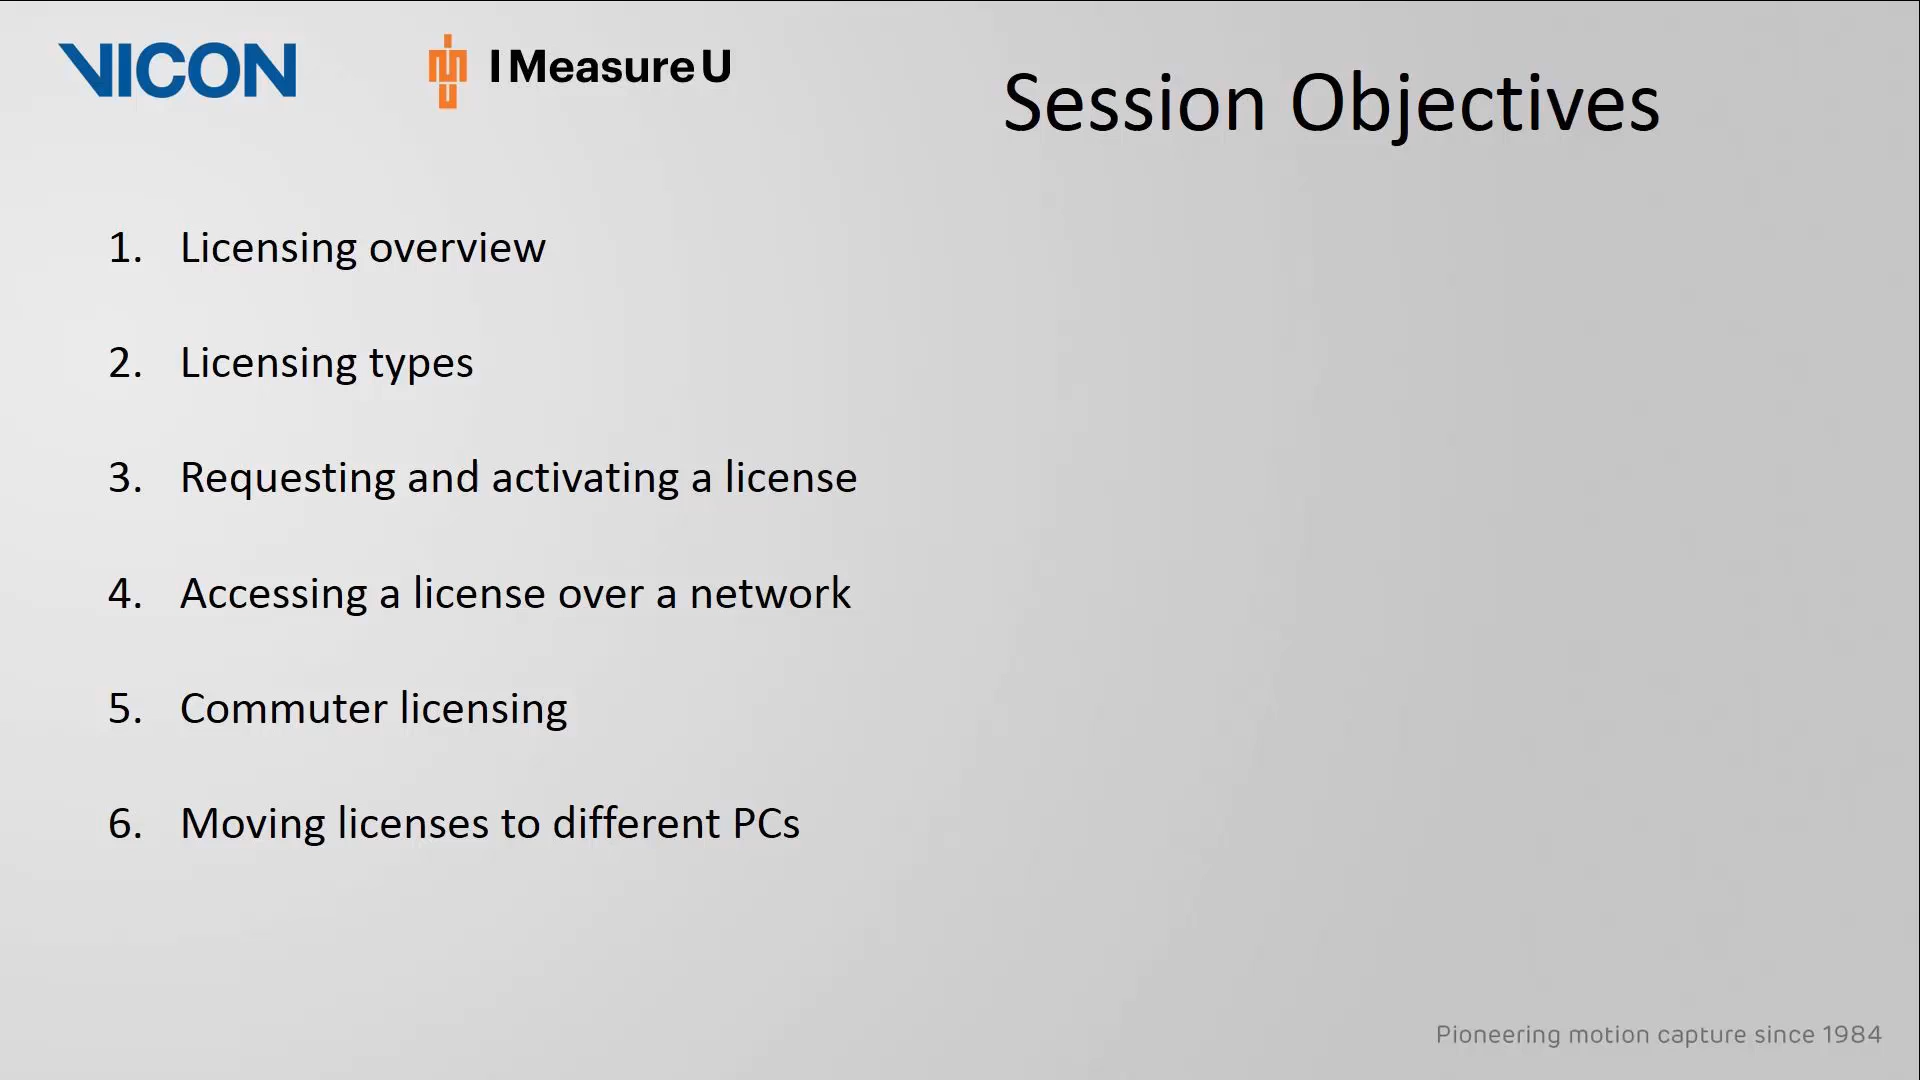 VICON
I Measure U
Session Objectives
1. Licensing overview
2. Licensing types
3. Requesting and activating a license
4. Accessing a license over a network
5. Commuter licensing
6. Moving licenses to different PCs
Pioneering motion capture since 1984